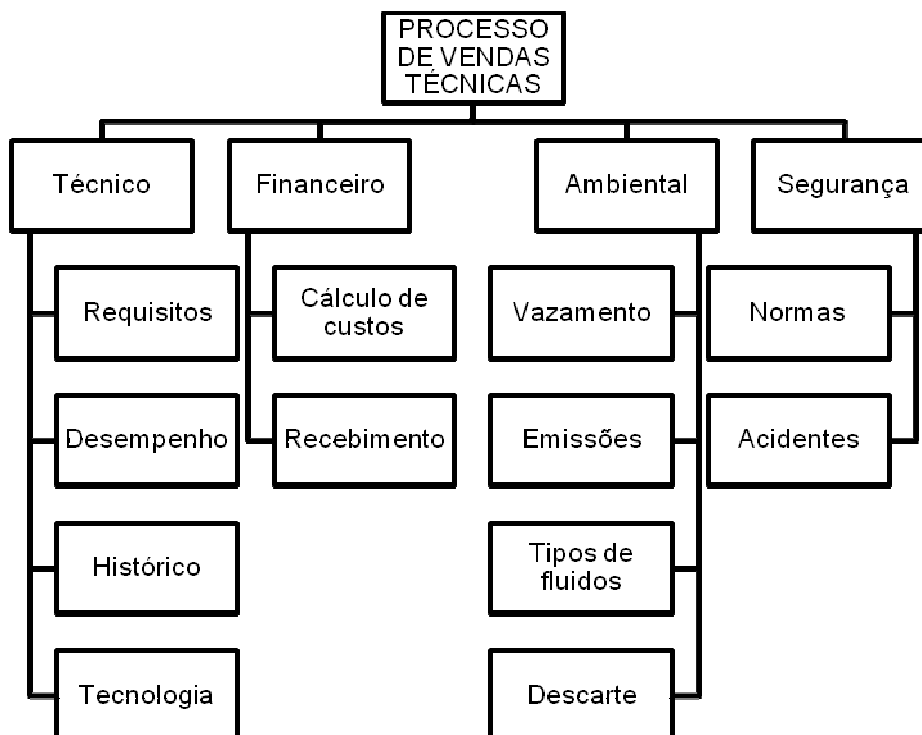 PROCESSO
DE VENDAS
TÉCNICAS
Técnico
Financeiro
Ambiental
Segurança
Requisitos
Cálculo de
custos
Vazamento
Normas
Desempenho
Recebimento
Emissões
Acidentes
Histórico
Tipos de
fluidos
Tecnologia
Descarte